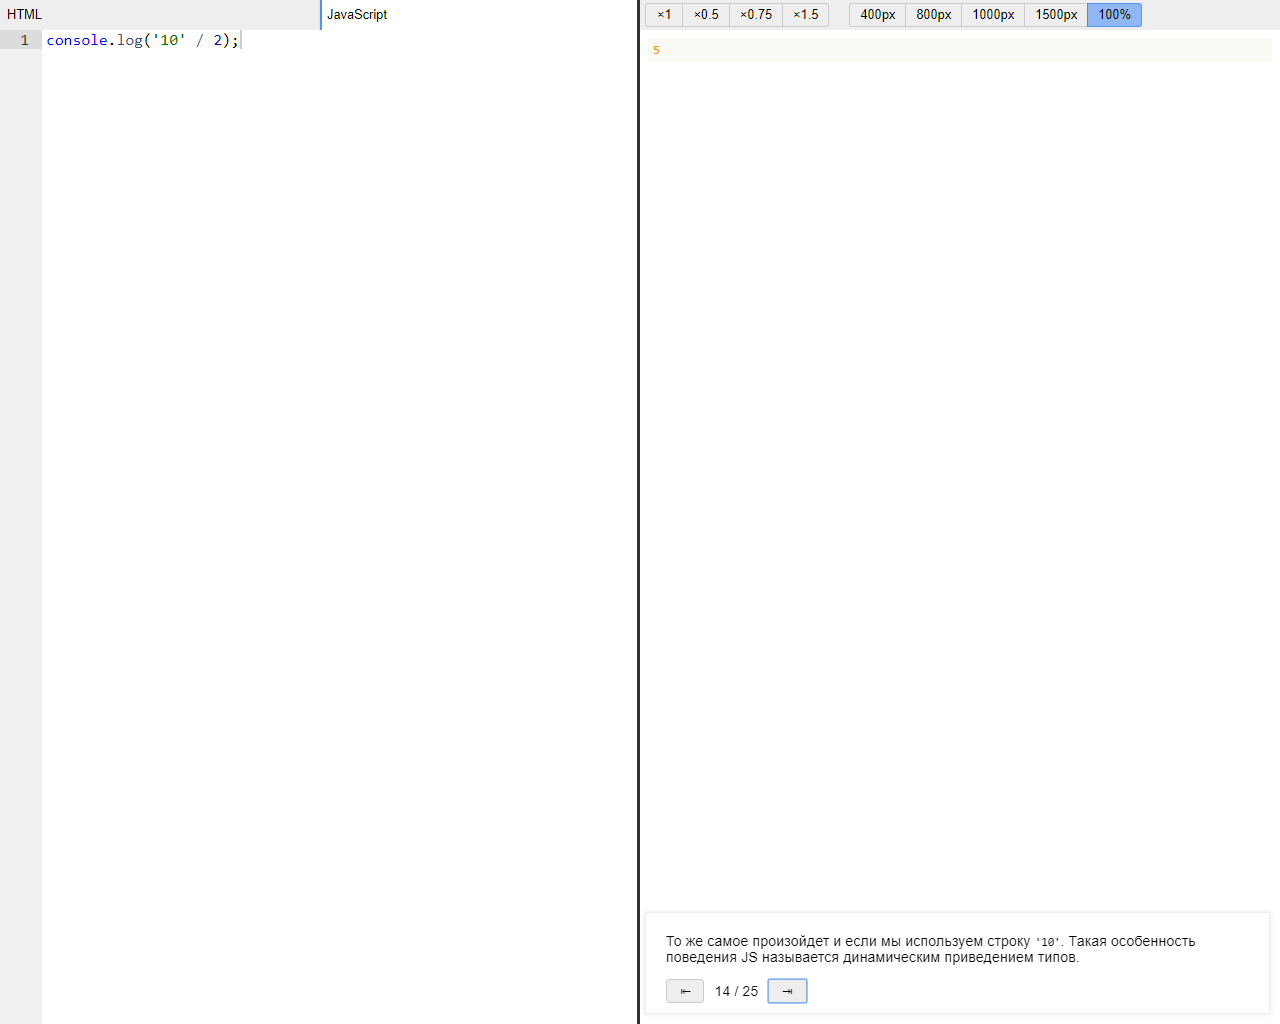 HTML
JavaScript
×1 ×0.5 ×0.75 ×1.5 400px 800px 1000px 1500px 100%
1 console.log('10' / 2);
5
То же самое произойдет и если мы используем строку '10'. Такая особенность
поведения JS называется динамическим приведением типов.
⇤ 14 / 25 ⇥